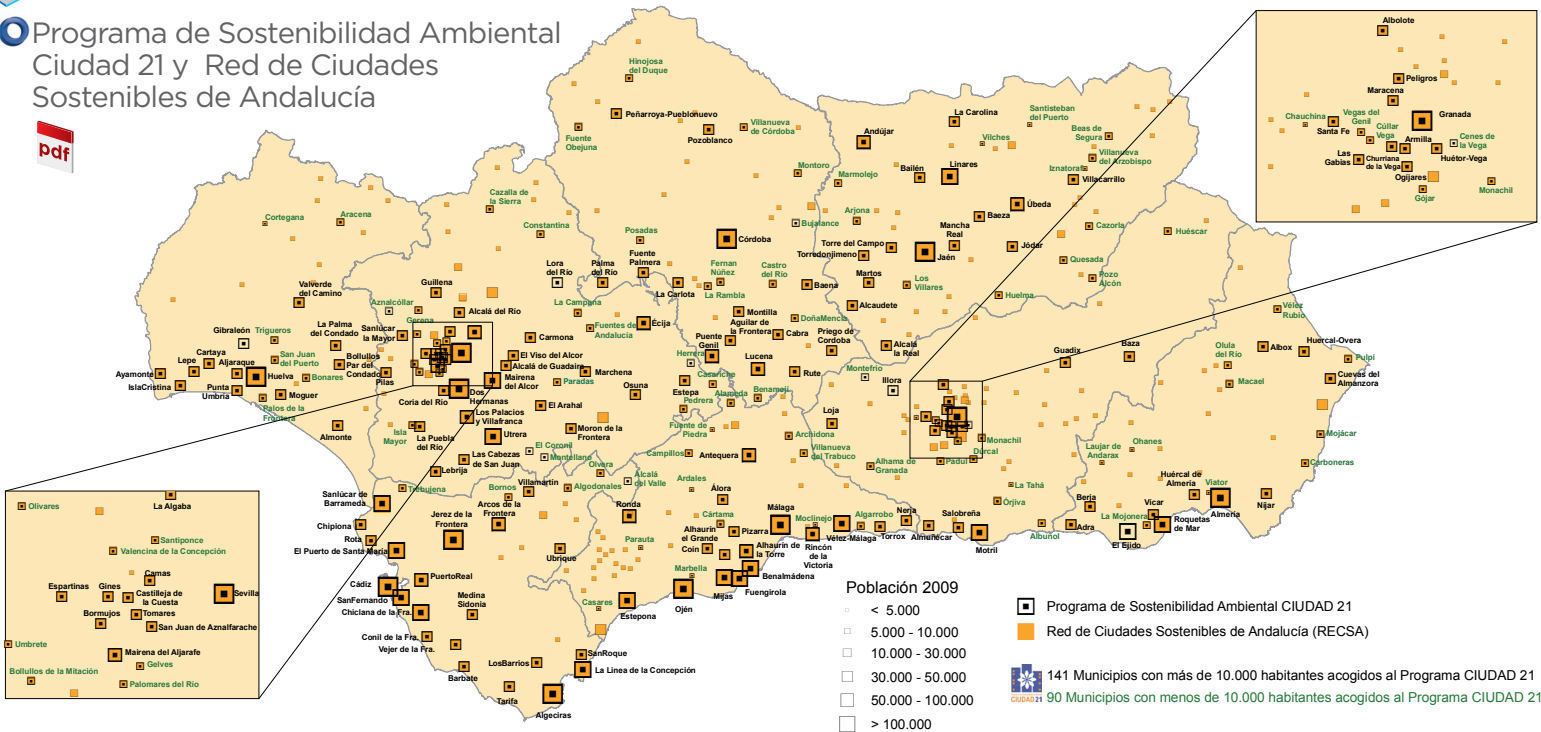 Programa de Sostenibilidad Ambiental
Ciudad 21 y Red de Ciudades
Sostenibles de Andalucía
pdf
Hinojosa
del Duque
Peñarroya-Pueblonuevo
Pozoblanco
Villanueva
de Córdoba
Fuente
Obejuna
Montoro
Marmolejo
Andújar
La Carolina
Santisteban
del Puerto
Vilches
Beas de
Segura
Villanueva
del Arzobispo
Iznatoraf
Villacarrillo
Bailén
Linares
Úbeda
Baeza
Cazorla
Arjona
Mancha
Real
Torre del Campo
Torredonjimeno
Jaén
Jódar
Quesada
Pozo
Alcón
Huelma
Los
Villares
Martos
Alcaudete
Alcalá
la Real
Huéscar
Vélez
Rubio
Baza
Guadix
Olula
del Río
Albox
Huercal-Overa
Pulpí
Macael
Cuevas del
Almanzora
Mojácar
Carboneras
Níjar
Almería
Viator
Huércal de
Almería
Ohanes
Laujar de
Andarax
Berja
Vícar
Roquetas
de Mar
La Mojonera
El Ejido
Adra
Albuñol
Órjiva
La Tahá
Monachil
Durcal
Padul
Alhama de
Granada
Loja
Illora
Montefrío
Motril
Salobreña
Almuñécar
Nerja
Torrox
Algarrobo
Vélez-Málaga
Moclinejo
Rincón
de la
Victoria
Málaga
Archidona
Villanueva
del Trabuco
Antequera
Campillos
Fuente de
Piedra
Ardales
Álora
Cártama
Pizarra
Alhaurín
el Grande
Coin
Alhaurín de
la Torre
Benalmádena
Fuengirola
Mijas
Marbella
Ojén
Parauta
Ronda
Casares
Estepona
Córdoba
Bujalance
Posadas
Fuente
Palmera
Palma
del Río
La Carlota
Fernan
Núñez
La Rambla
Castro
del Río
Baena
Montilla
Aguilar de
la Frontera
DoñaMencía
Cabra
Priego de
Cordoba
Puente
Genil
Lucena
Rute
Benamejí
Alameda
Casariche
Herrera
Estepa
Pedrera
Cazalla de
la Sierra
Constantina
Lora
del Río
La Campana
Fuentes de
Andalucía
Écija
Guillena
Alcalá del Río
Aznalcóllar
Gerena
Sanlúcar
la Mayor
Carmona
El Viso del Alcor
Alcalá de Guadaira
Mairena
del Alcor
Marchena
Paradas
Osuna
El Arahal
Moron de la
Frontera
Dos
Hermanas
Coria del Río
Los Palacios
y Villafranca
Utrera
La Puebla
del Río
Isla
Mayor
Pilas
Las Cabezas
de San Juan
Lebrija
El Coronil
Montellano
Cortegana
Aracena
Valverde
del Camino
Gibraleón
Trigueros
La Palma
del Condado
Bollullos
Par del
Condado
San Juan
del Puerto
Bonares
Cartaya
Lepe
Aljaraque
Ayamonte
IslaCristina
Punta
Umbría
Huelva
Moguer
Palos de la
Frontera
Almonte
Trebujena
Sanlúcar de
Barrameda
Chipiona
Rota
El Puerto de Santa María
Jerez de la
Frontera
Arcos de la
Frontera
Bornos
Villamartín
Algodonales
Olvera
Alcalá
del Valle
Ubrique
Cádiz
PuertoReal
SanFernando
Chiclana de la Fra.
Medina
Sidonia
Conil de la Fra.
Vejer de la Fra.
Barbate
LosBarrios
SanRoque
La Línea de la Concepción
Tarifa
Algeciras
Albolote
Peligros
Maracena
Chauchina
Vegas del
Genil
Santa Fe
Cúllar
Vega
Granada
Armilla
Cenes de
la Vega
Las
Gabias
Churriana
de la Vega
Huétor-Vega
Ogíjares
Gójar
Monachil
Olivares
La Algaba
Santiponce
Valencina de la Concepción
Camas
Espartinas
Gines
Castilleja de
la Cuesta
Sevilla
Bormujos
Tomares
San Juan de Aznalfarache
Umbrete
Mairena del Aljarafe
Gelves
Bollullos de la Mitación
Palomares del Río
Población 2009
< 5.000
5.000 - 10.000
10.000 - 30.000
30.000 - 50.000
50.000 - 100.000
> 100.000
Programa de Sostenibilidad Ambiental CIUDAD 21
Red de Ciudades Sostenibles de Andalucía (RECSA)
CIUDAD 21
141 Municipios con más de 10.000 habitantes acogidos al Programa CIUDAD 21
90 Municipios con menos de 10.000 habitantes acogidos al Programa CIUDAD 21